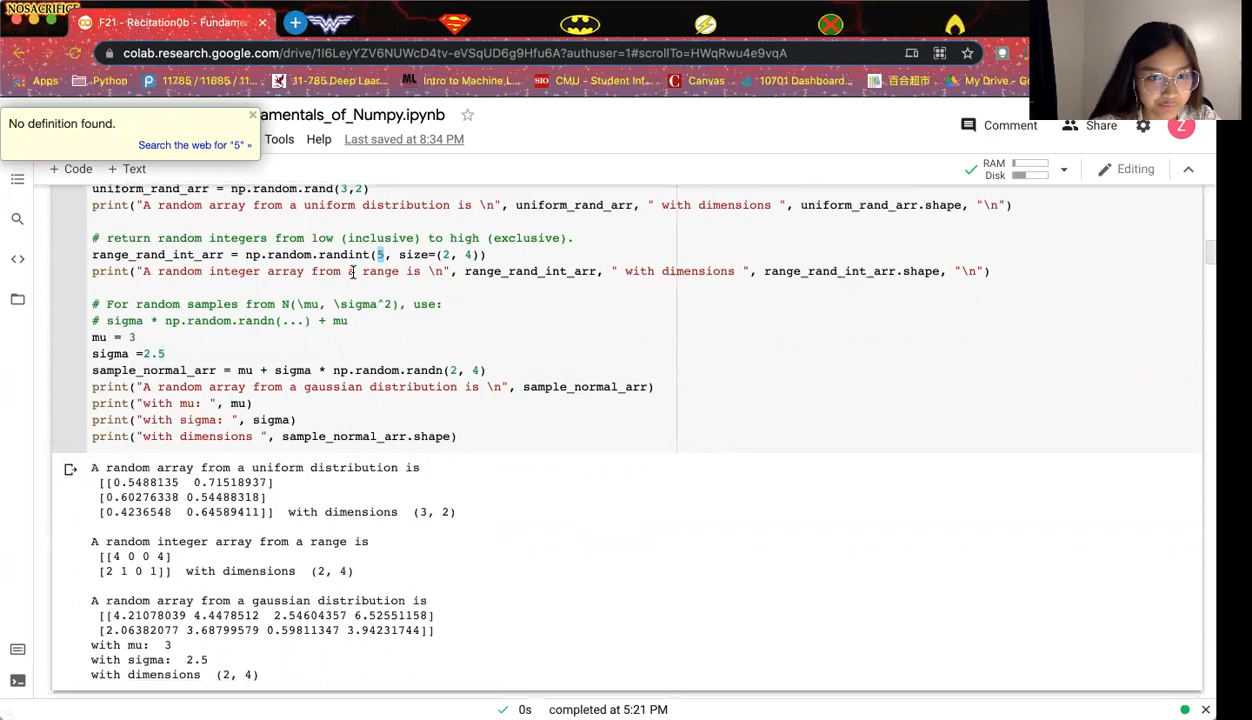 NOSACRIFICE
F21 - Recitation0b - Fundame
colab.research.google.com/drive/1I6LeyYZV6NUWcD4tv-eVSqUD6g9Hfu6A?authuser=1#scrollTo=HWqRwu4e9vqA
Apps Python 11785 / 11685 / 11... 11-785 Deep Lear... Intro to Machine L... CMU - Student Inf... Canvas 10701 Dashboard... 百合超市 My Drive - Go
No definition found.
Search the web for "5" »
amentals_of_Numpy.ipynb
Tools Help Last saved at 8:34 PM
Comment Share Z
+ Code + Text
RAM
Disk
Editing
uniform_rand_arr = np.random.rand(3,2)
print("A random array from a uniform distribution is \n", uniform_rand_arr, " with dimensions ", uniform_rand_arr.shape, "\n")
# return random integers from low (inclusive) to high (exclusive).
range_rand_int_arr = np.random.randint(5, size=(2, 4))
print("A random integer array from a range is \n", range_rand_int_arr, " with dimensions ", range_rand_int_arr.shape, "\n")
# For random samples from N(\mu, \sigma^2), use:
# sigma * np.random.randn(...) + mu
mu = 3
sigma =2.5
sample_normal_arr = mu + sigma * np.random.randn(2, 4)
print("A random array from a gaussian distribution is \n", sample_normal_arr)
print("with mu: ", mu)
print("with sigma: ", sigma)
print("with dimensions ", sample_normal_arr.shape)
A random array from a uniform distribution is
[[0.5488135 0.71518937]
[0.60276338 0.54488318]
[0.4236548 0.64589411]] with dimensions (3, 2)
A random integer array from a range is
[[4 0 0 4]
[2 1 0 1]] with dimensions (2, 4)
A random array from a gaussian distribution is
[[4.21078039 4.4478512 2.54604357 6.52551158]
[2.06382077 3.68799579 0.59811347 3.94231744]]
with mu: 3
with sigma: 2.5
with dimensions (2, 4)
0s completed at 5:21 PM